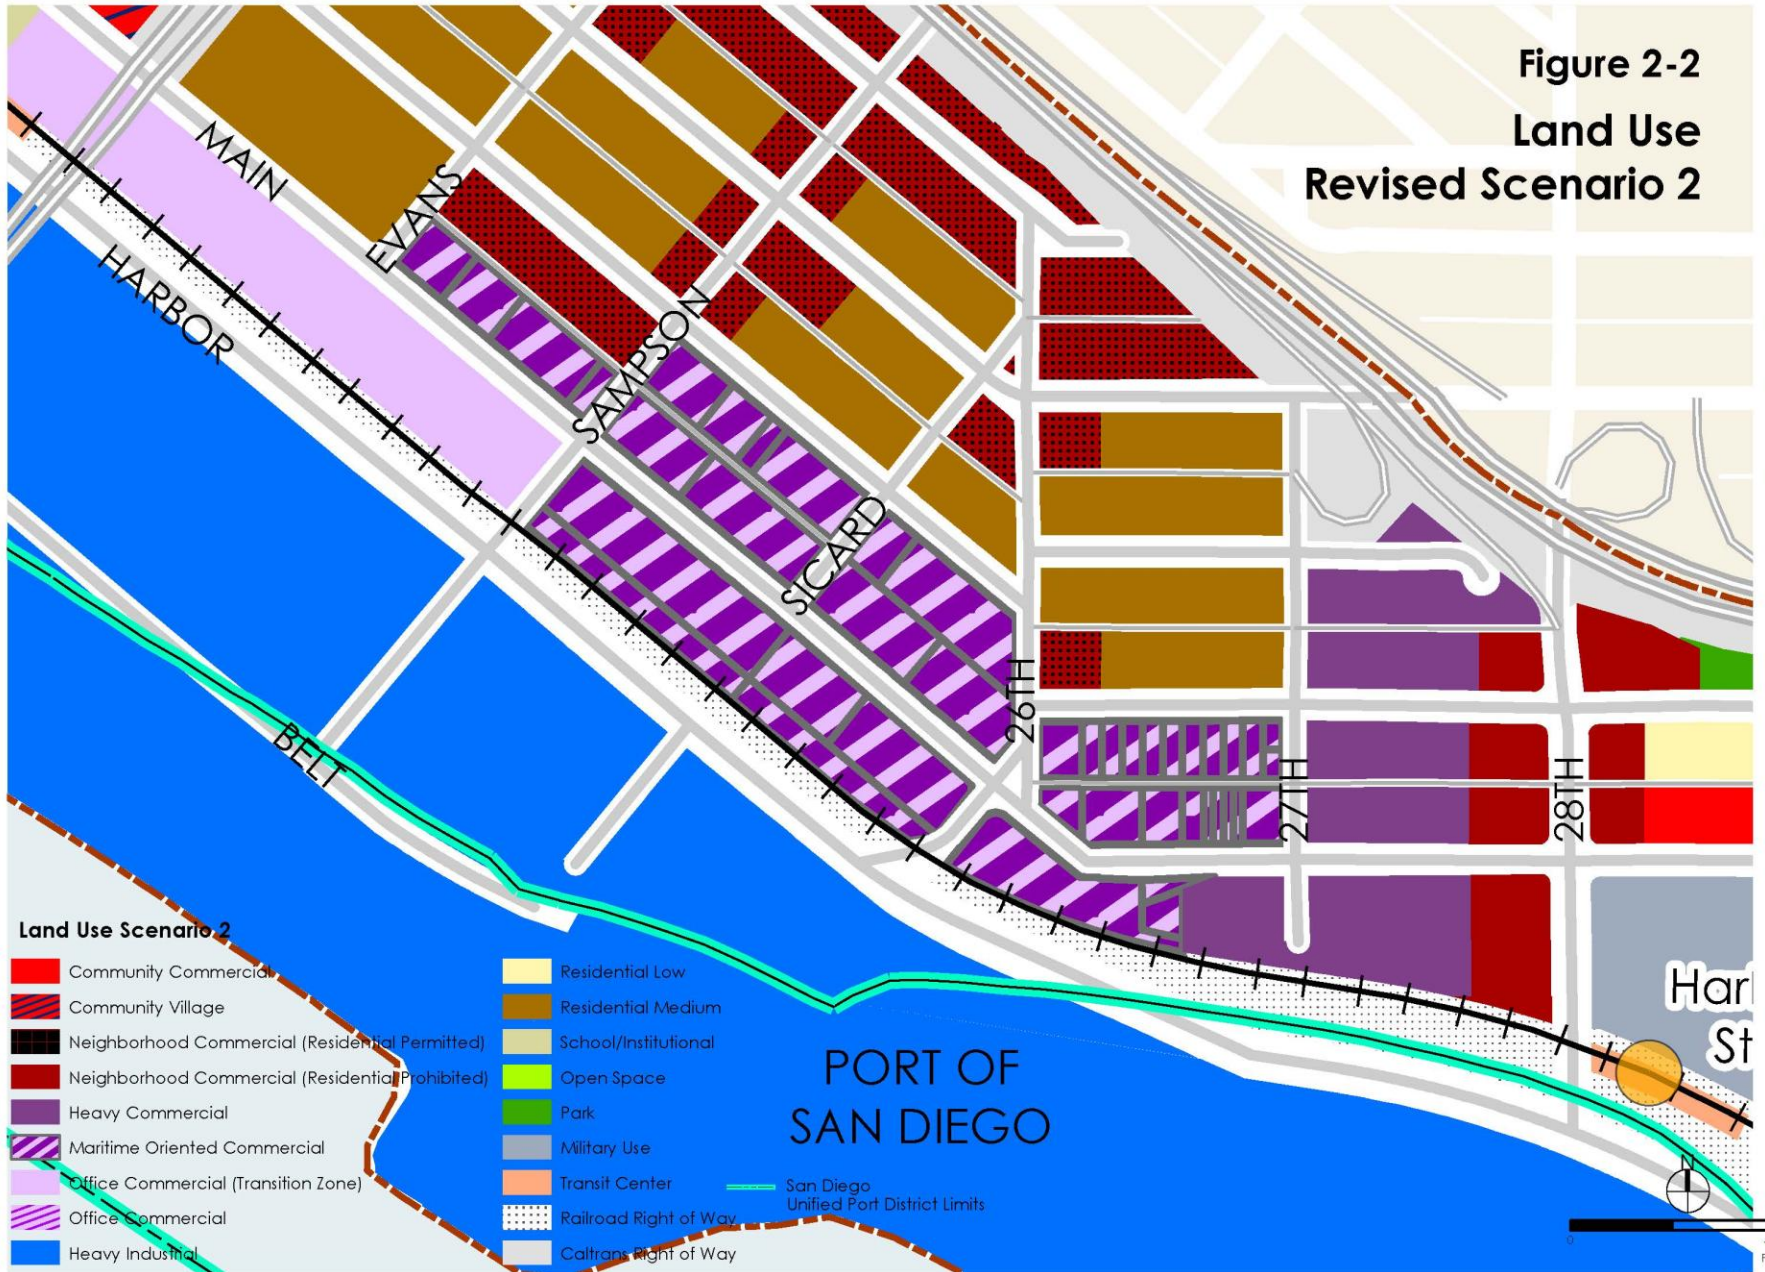 Figure 2-2
Land Use
Revised Scenario 2
MAIN
EVANS
HARBOR
SAMPSON
SICARD
26TH
27TH
28TH
BELT
Har
St
PORT OF
SAN DIEGO
N
0
Land Use Scenario 2
Community Commercial
Community Village
Neighborhood Commercial (Residential Permitted)
Neighborhood Commercial (Residential Prohibited)
Heavy Commercial
Maritime Oriented Commercial
Office Commercial (Transition Zone)
Office Commercial
Heavy Industrial
Residential Low
Residential Medium
School/Institutional
Open Space
Park
Military Use
Transit Center
Railroad Right of Way
Caltrans Right of Way
San Diego
Unified Port District Limits